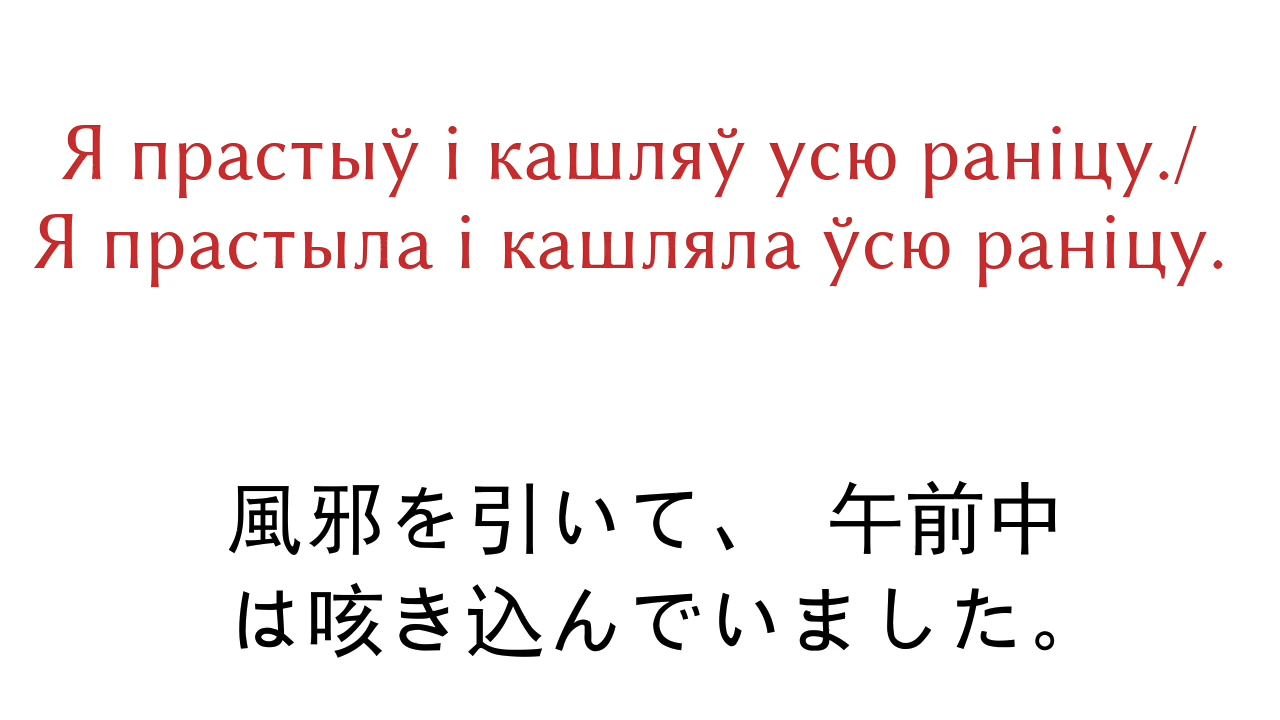 Я прастыў і кашляў усю раніцу./
Я прастыла і кашляла ўсю раніцу.
風邪を引いて、 午前中
は咳き込んでいました。